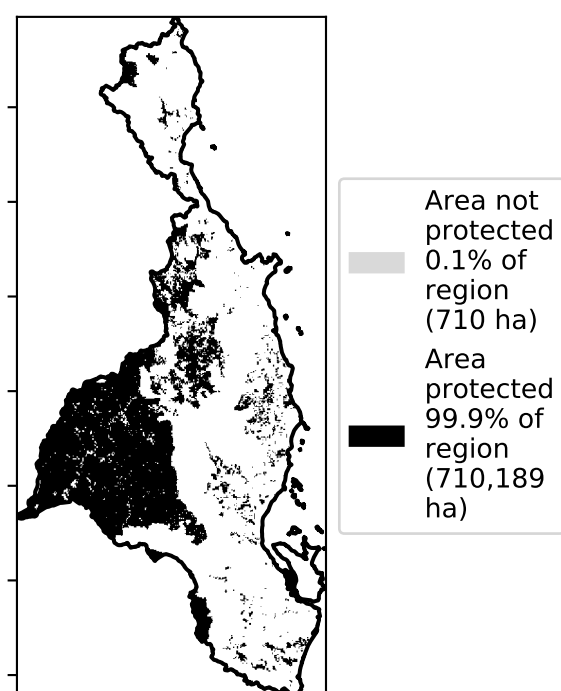 Area not
protected
0.1% of
region
(710 ha)
Area
protected
99.9% of
region
(710,189
ha)